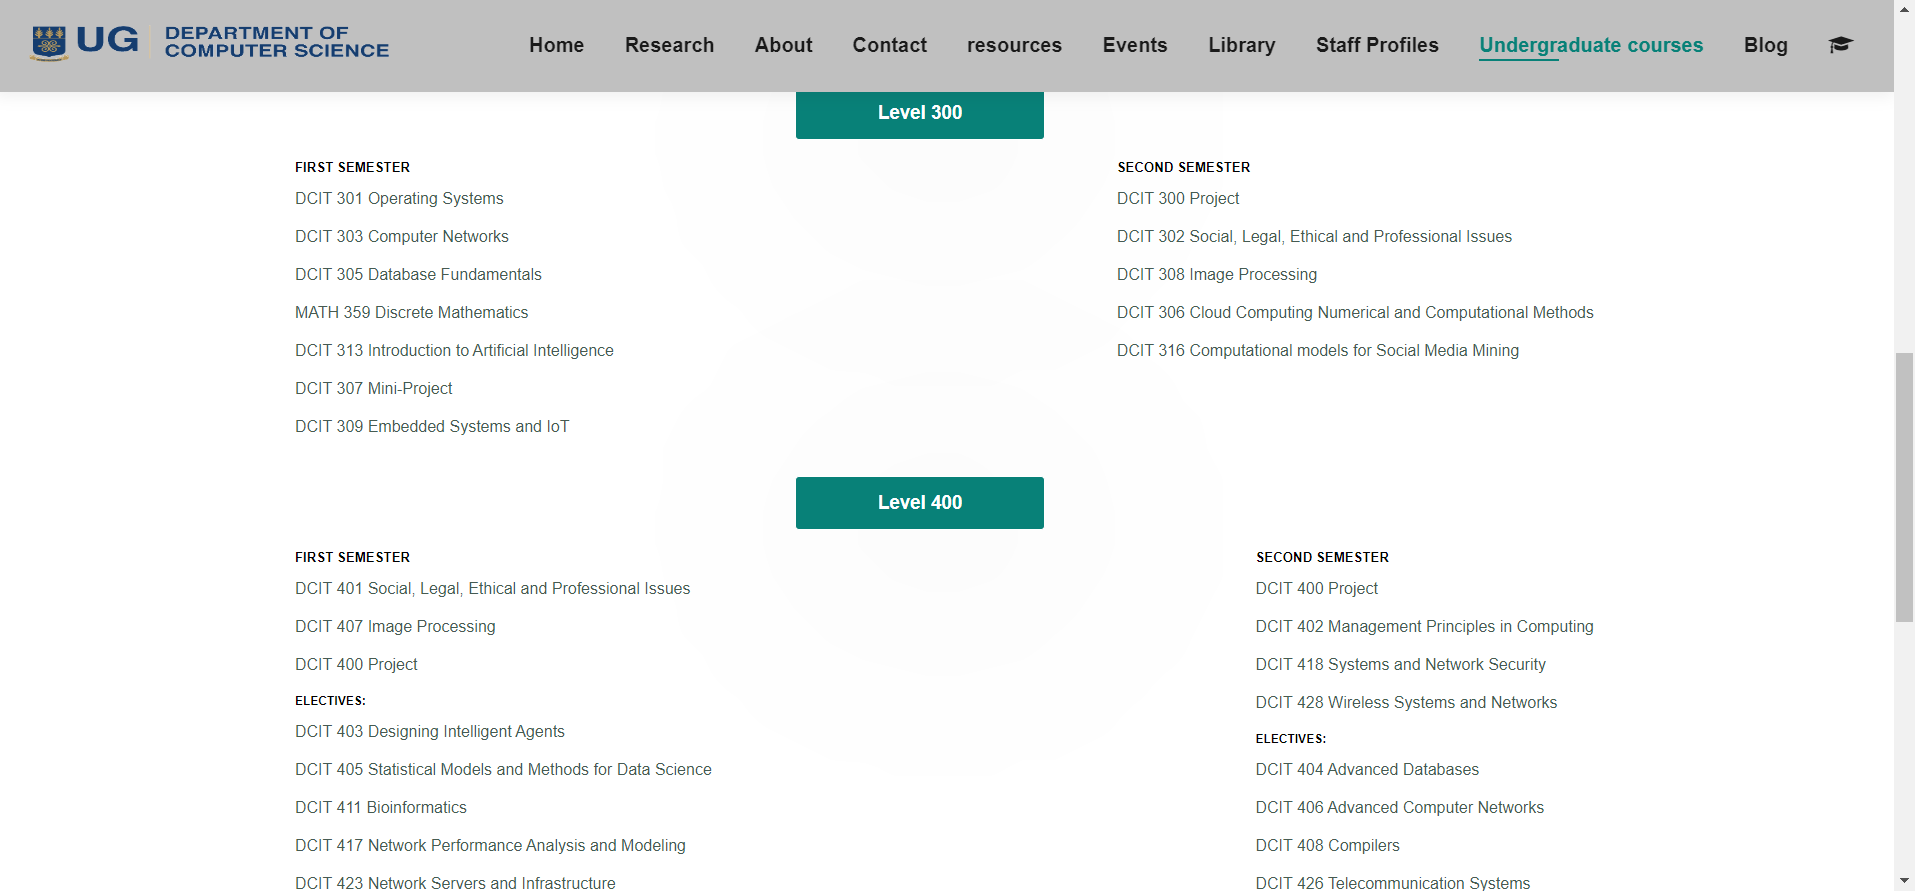 UG
DEPARTMENT OF
COMPUTER SCIENCE
Home
Research
About
Contact
resources
Events
Library
Staff Profiles
Undergraduate courses
Blog
Level 300
FIRST SEMESTER
DCIT 301 Operating Systems
DCIT 303 Computer Networks
DCIT 305 Database Fundamentals
MATH 359 Discrete Mathematics
DCIT 313 Introduction to Artificial Intelligence
DCIT 307 Mini-Project
DCIT 309 Embedded Systems and IoT
SECOND SEMESTER
DCIT 300 Project
DCIT 302 Social, Legal, Ethical and Professional Issues
DCIT 308 Image Processing
DCIT 306 Cloud Computing Numerical and Computational Methods
DCIT 316 Computational models for Social Media Mining
Level 400
FIRST SEMESTER
DCIT 401 Social, Legal, Ethical and Professional Issues
DCIT 407 Image Processing
DCIT 400 Project
ELECTIVES:
DCIT 403 Designing Intelligent Agents
DCIT 405 Statistical Models and Methods for Data Science
DCIT 411 Bioinformatics
DCIT 417 Network Performance Analysis and Modeling
DCIT 423 Network Servers and Infrastructure
SECOND SEMESTER
DCIT 400 Project
DCIT 402 Management Principles in Computing
DCIT 418 Systems and Network Security
DCIT 428 Wireless Systems and Networks
ELECTIVES:
DCIT 404 Advanced Databases
DCIT 406 Advanced Computer Networks
DCIT 408 Compilers
DCIT 426 Telecommunication Systems